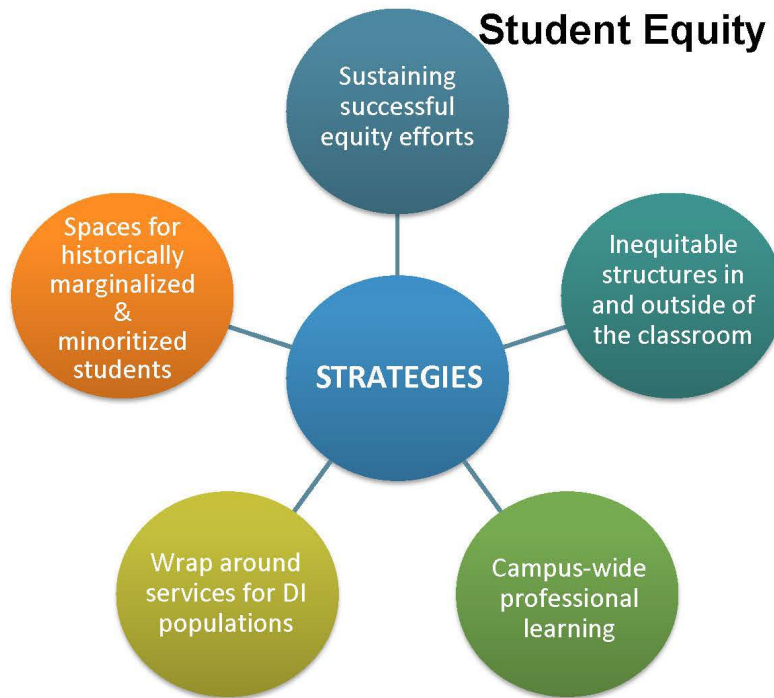 Student Equity
Sustaining
successful
equity efforts
Spaces for
historically
marginalized
&
minoritized
students
Inequitable
structures in
and outside of
the classroom
STRATEGIES
Wrap around
services for DI
populations
Campus-wide
professional
learning